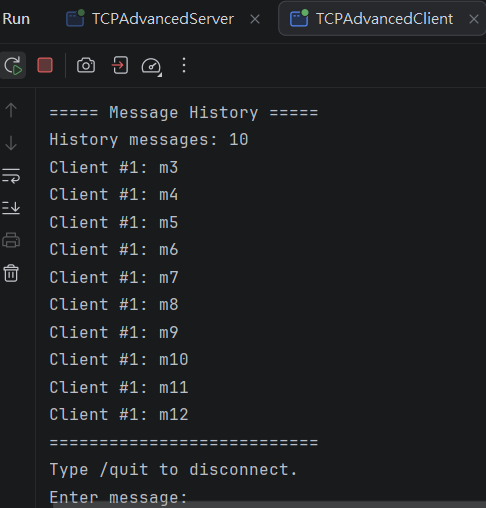 Run TCPAdvancedServer TCPAdvancedClient
===== Message History =====
History messages: 10
Client #1: m3
Client #1: m4
Client #1: m5
Client #1: m6
Client #1: m7
Client #1: m8
Client #1: m9
Client #1: m10
Client #1: m11
Client #1: m12
===========================
Type /quit to disconnect.
Enter message: